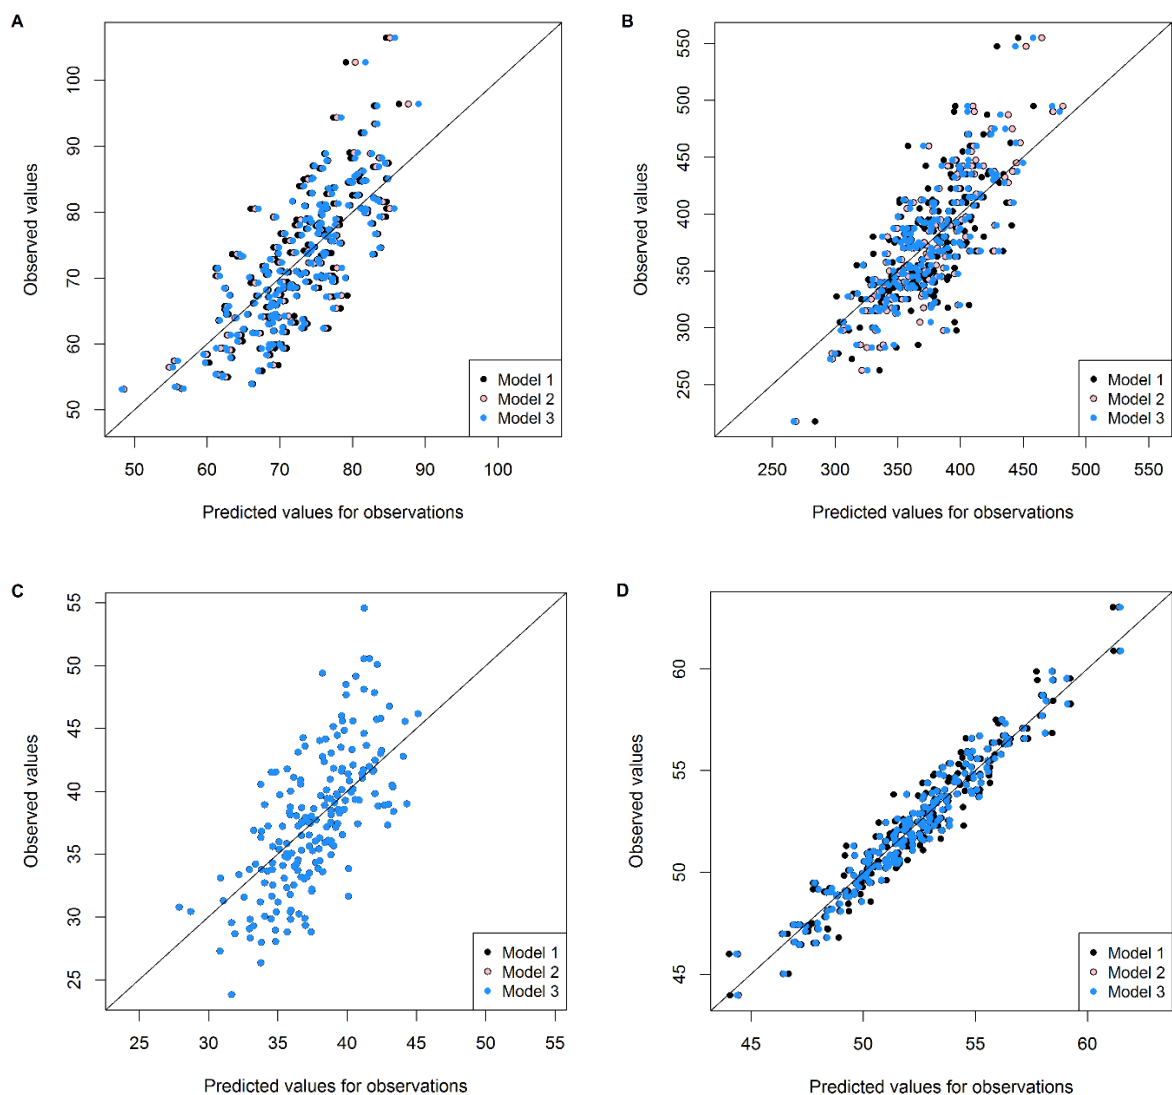 A
Observed values
100
90
80
70
60
50
Model 1
Model 2
Model 3
50 60 70 80 90 100
Predicted values for observations
B
Observed values
550
500
450
400
350
300
250
Model 1
Model 2
Model 3
250 300 350 400 450 500 550
Predicted values for observations
C
Observed values
55
50
45
40
35
30
25
Model 1
Model 2
Model 3
25 30 35 40 45 50 55
Predicted values for observations
D
Observed values
60
55
50
45
Model 1
Model 2
Model 3
45 50 55 60
Predicted values for observations